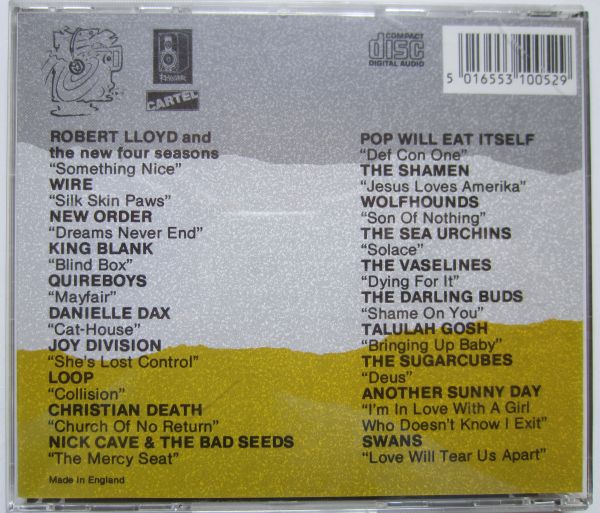 CARTEL
COMPACT
disc
DIGITAL AUDIO
5 016553 100529
ROBERT LLOYD and
the new four seasons
“Something Nice”
WIRE
“Silk Skin Paws”
NEW ORDER
“Dreams Never End”
KING BLANK
“Blind Box”
QUIREBOYS
“Mayfair”
DANIELLE DAX
“Cat-House”
JOY DIVISION
“She’s Lost Control”
LOOP
“Collision”
CHRISTIAN DEATH
“Church Of No Return”
NICK CAVE & THE BAD SEEDS
“The Mercy Seat”
Made in England
POP WILL EAT ITSELF
“Def Con One”
THE SHAMEN
“Jesus Loves Amerika”
WOLFHOUNDS
“Son Of Nothing”
THE SEA URCHINS
“Solace”
THE VASELINES
“Dying For It”
THE DARLING BUDS
“Shame On You”
TALULAH GOSH
“Bringing Up Baby”
THE SUGARCUBES
“Deus”
ANOTHER SUNNY DAY
“I’m In Love With A Girl
Who Doesn’t Know I Exit”
SWANS
“Love Will Tear Us Apart”